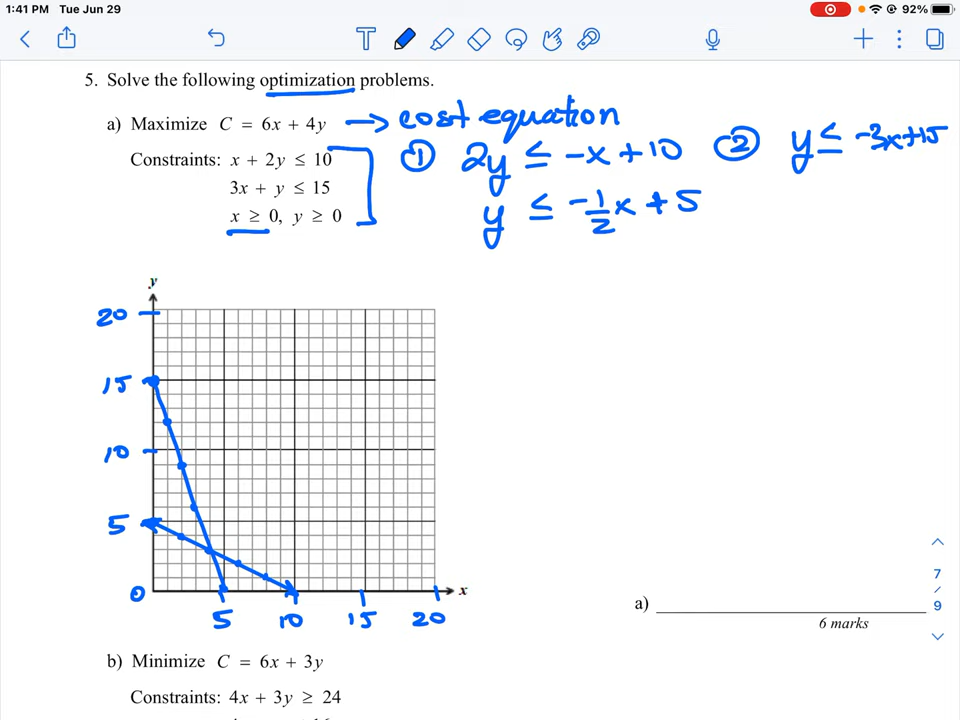 1:41 PM Tue Jun 29 92%
T
5. Solve the following optimization problems.
a) Maximize C = 6x + 4y → cost equation
Constraints: x + 2y ≤ 10 ① 2y ≤ -x + 10 ② y ≤ -3x+15
3x + y ≤ 15
x ≥ 0, y ≥ 0 y ≤ -1/2x + 5
y
20
15
10
5
0
x
5 10 15 20
a) ____________________
6 marks
7
/
9
b) Minimize C = 6x + 3y
Constraints: 4x + 3y ≥ 24